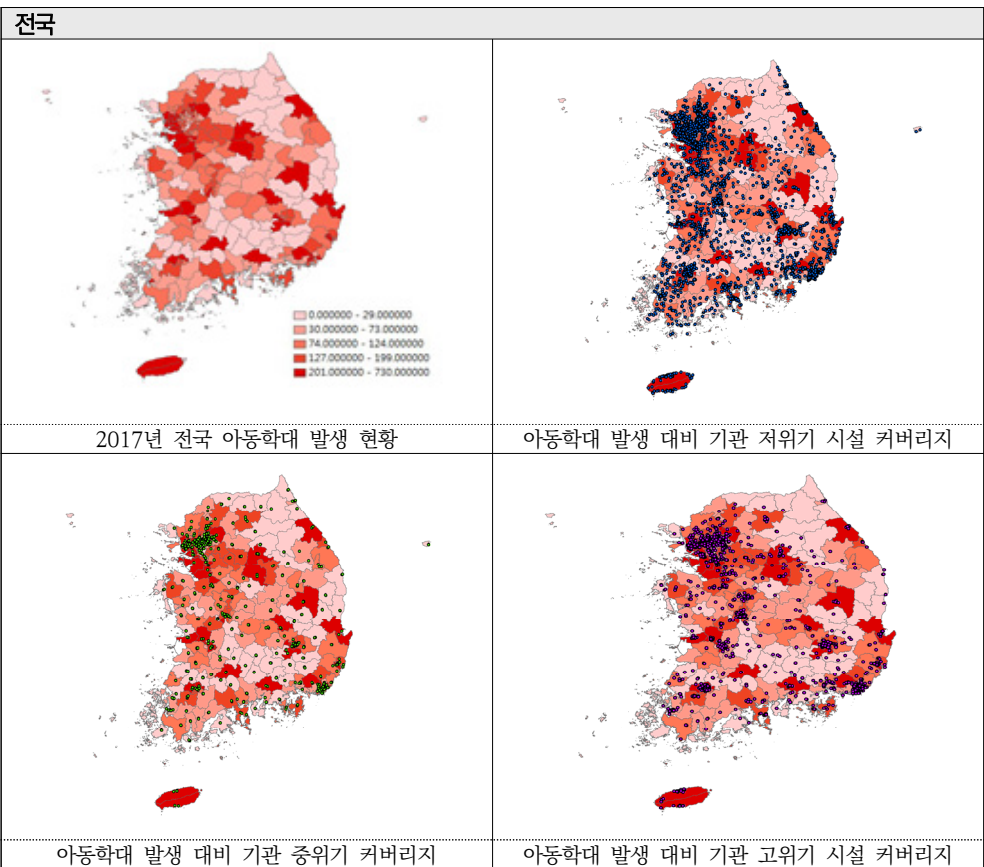 전국
0.000000 - 29.000000
30.000000 - 73.000000
74.000000 - 124.000000
127.000000 - 199.000000
201.000000 - 730.000000
2017년 전국 아동학대 발생 현황
아동학대 발생 대비 기관 저위기 시설 커버리지
아동학대 발생 대비 기관 중위기 커버리지
아동학대 발생 대비 기관 고위기 시설 커버리지